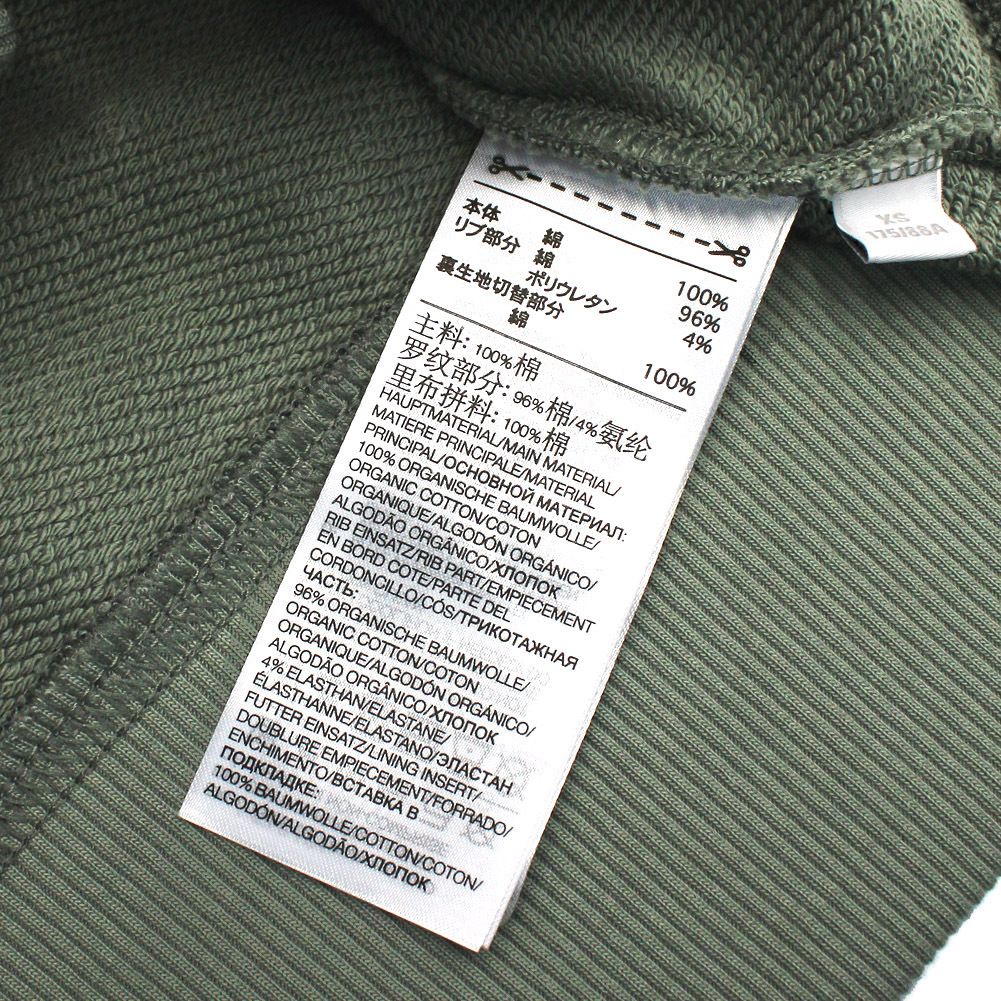 本体
綿 100%
リブ部分
綿 96%
ポリウレタン 4%
裏生地切替部分
綿 100%
主料: 100%棉
罗纹部分: 96%棉/4%氨纶
里布拼料: 100%棉
HAUPTMATERIAL/MAIN MATERIAL/
MATIERE PRINCIPALE/MATERIAL
PRINCIPAL/ОСНОВНОЙ МАТЕРИАЛ:
100% ORGANISCHE BAUMWOLLE/
ORGANIC COTTON/COTON
ORGANIQUE/ALGODÓN ORGÁNICO/
ALGODÃO ORGÂNICO/ХЛОПОК
RIB EINSATZ/RIB PART/EMPIECEMENT
EN BORD COTE/PARTE DEL
CORDONCILLO/CÓS/ТРИКОТАЖНАЯ
ЧАСТЬ:
96% ORGANISCHE BAUMWOLLE/
ORGANIC COTTON/COTON
ORGANIQUE/ALGODÓN ORGÁNICO/
ALGODÃO ORGÂNICO/ХЛОПОК
4% ELASTHAN/ELASTANE/
ÉLASTHANNE/ELASTANO/ЭЛАСТАН
FUTTER EINSATZ/LINING INSERT/
DOUBLURE EMPIECEMENT/FORRADO/
ENCHIMENTO/ВСТАВКА В
ПОДКЛАДКЕ:
100% BAUMWOLLE/COTTON/COTON/
ALGODÓN/ALGODÃO/ХЛОПОК
XS
175/88A